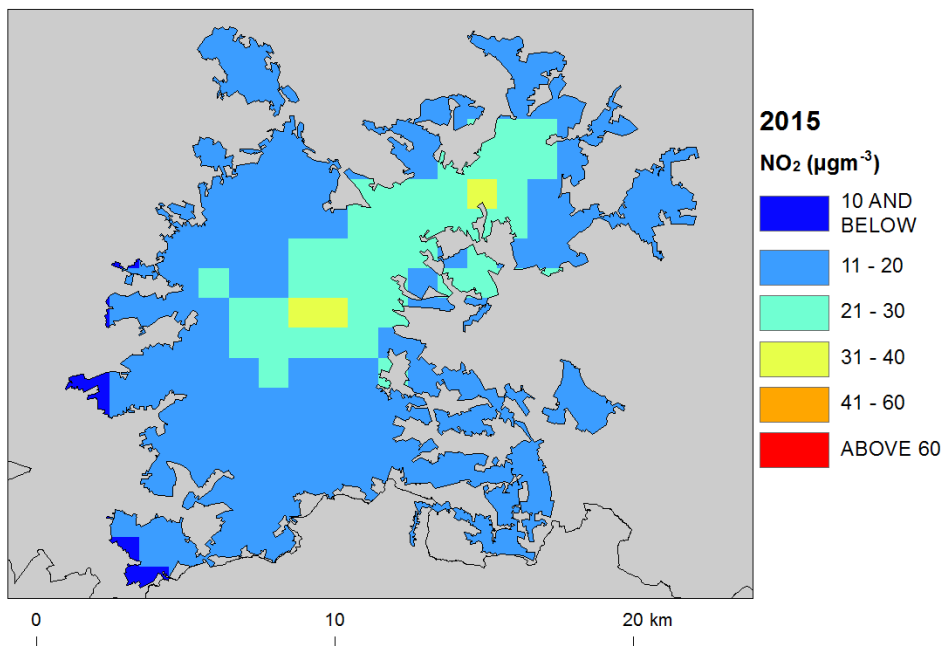 2015
NO₂ (µgm⁻³)
10 AND
BELOW
11 - 20
21 - 30
31 - 40
41 - 60
ABOVE 60
0 10 20 km